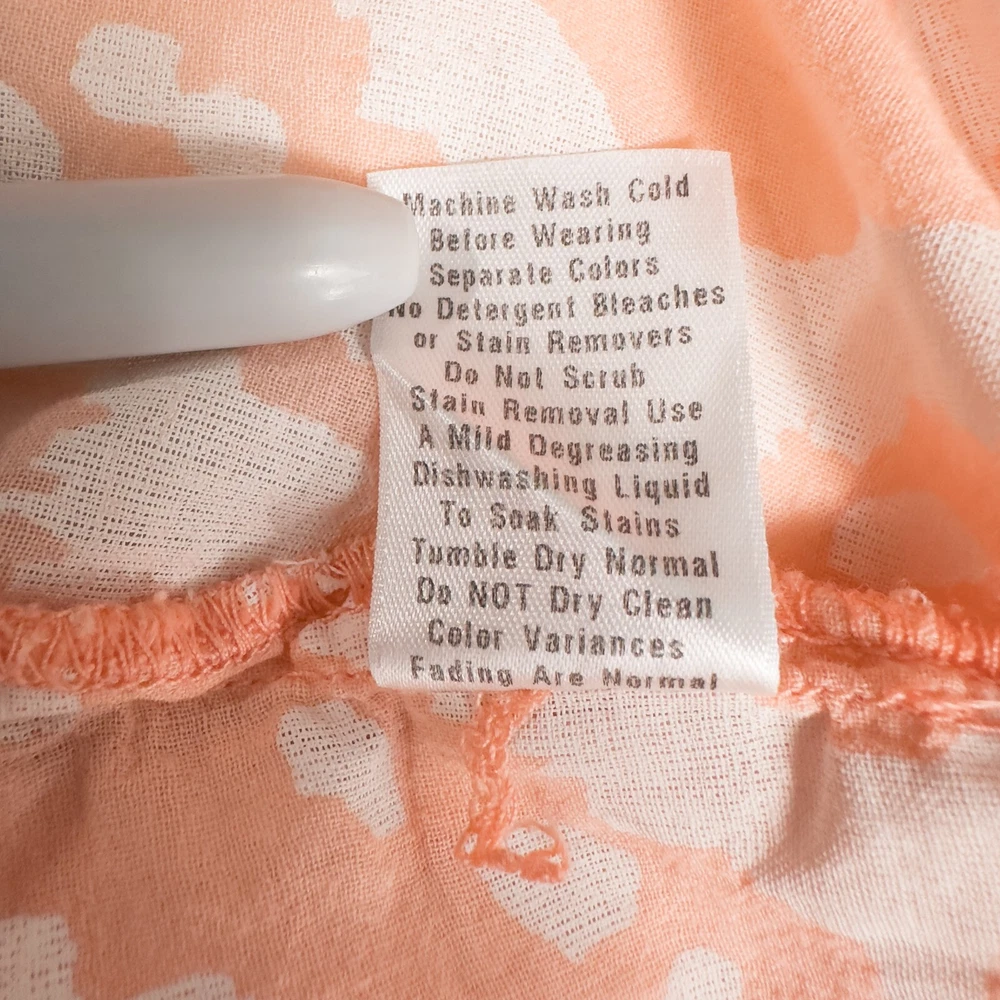 Machine Wash Cold
Before Wearing
Separate Colors
No Detergent Bleaches
or Stain Removers
Do Not Scrub
Stain Removal Use
A Mild Degreasing
Dishwashing Liquid
To Soak Stains
Tumble Dry Normal
Do NOT Dry Clean
Color Variances
Fading Are Normal